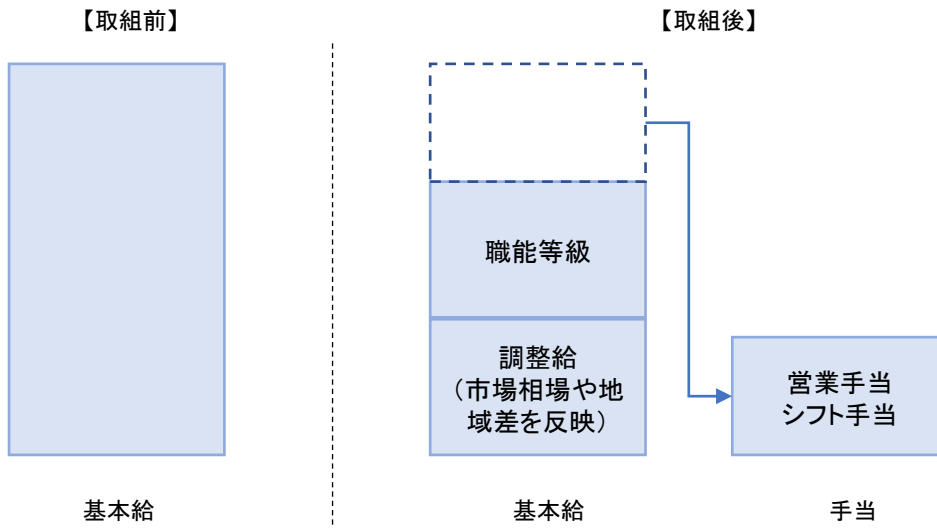 【取組前】
【取組後】
職能等級
調整給
（市場相場や地
域差を反映）
営業手当
シフト手当
基本給
基本給
手当